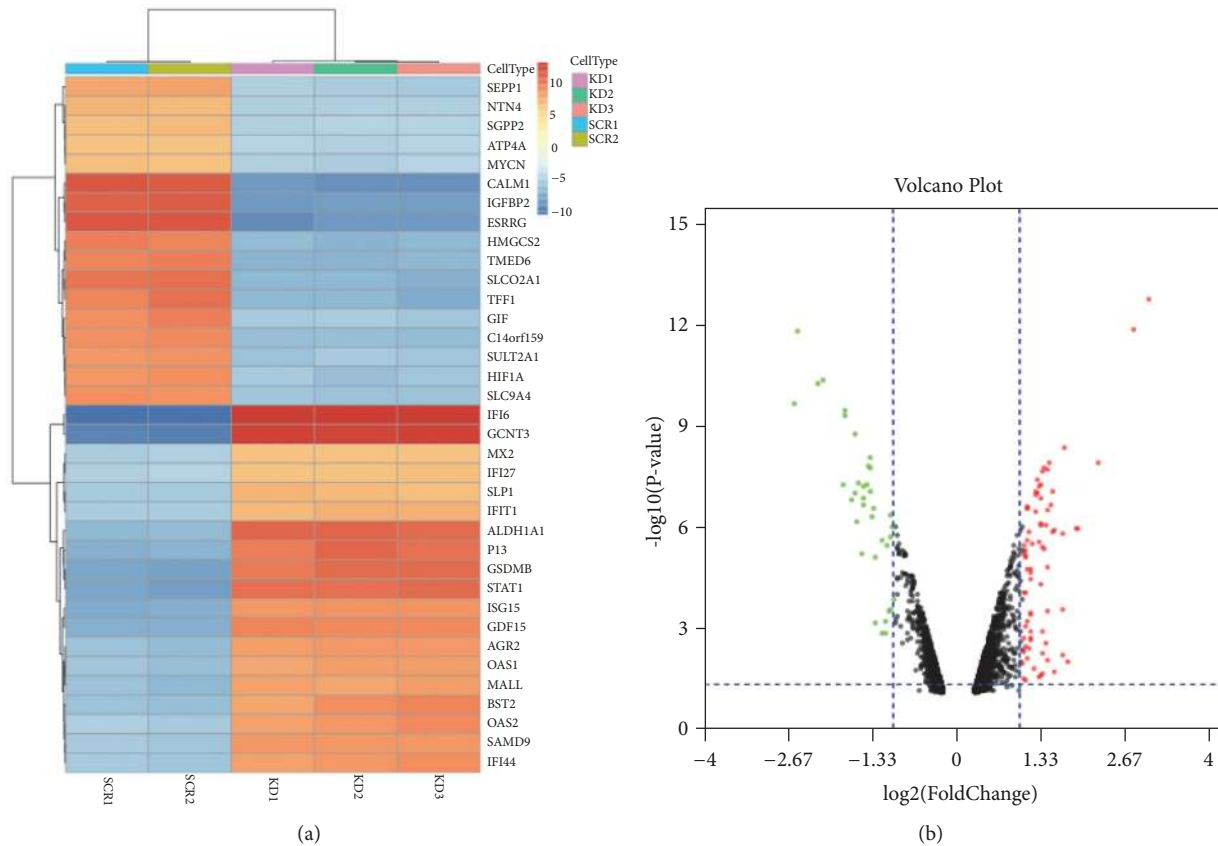 CellType
SEPP1
NTN4
SGPP2
ATP4A
MYCN
CALM1
IGFBP2
ESRRG
HMGCS2
TMED6
SLCO2A1
TFF1
GIF
C14orf159
SULT2A1
HIF1A
SLC9A4
IFI6
GCNT3
MX2
IFI27
SLP1
IFIT1
ALDH1A1
P13
GSDMB
STAT1
ISG15
GDF15
AGR2
OAS1
MALL
BST2
OAS2
SAMD9
IFI44
SCR1
SCR2
KD1
KD2
KD3
10
5
0
−5
−10
CellType
KD1
KD2
KD3
SCR1
SCR2
(a)
Volcano Plot
15
12
9
6
3
0
-log10(P-value)
−4
−2.67
−1.33
0
1.33
2.67
4
log2(FoldChange)
(b)